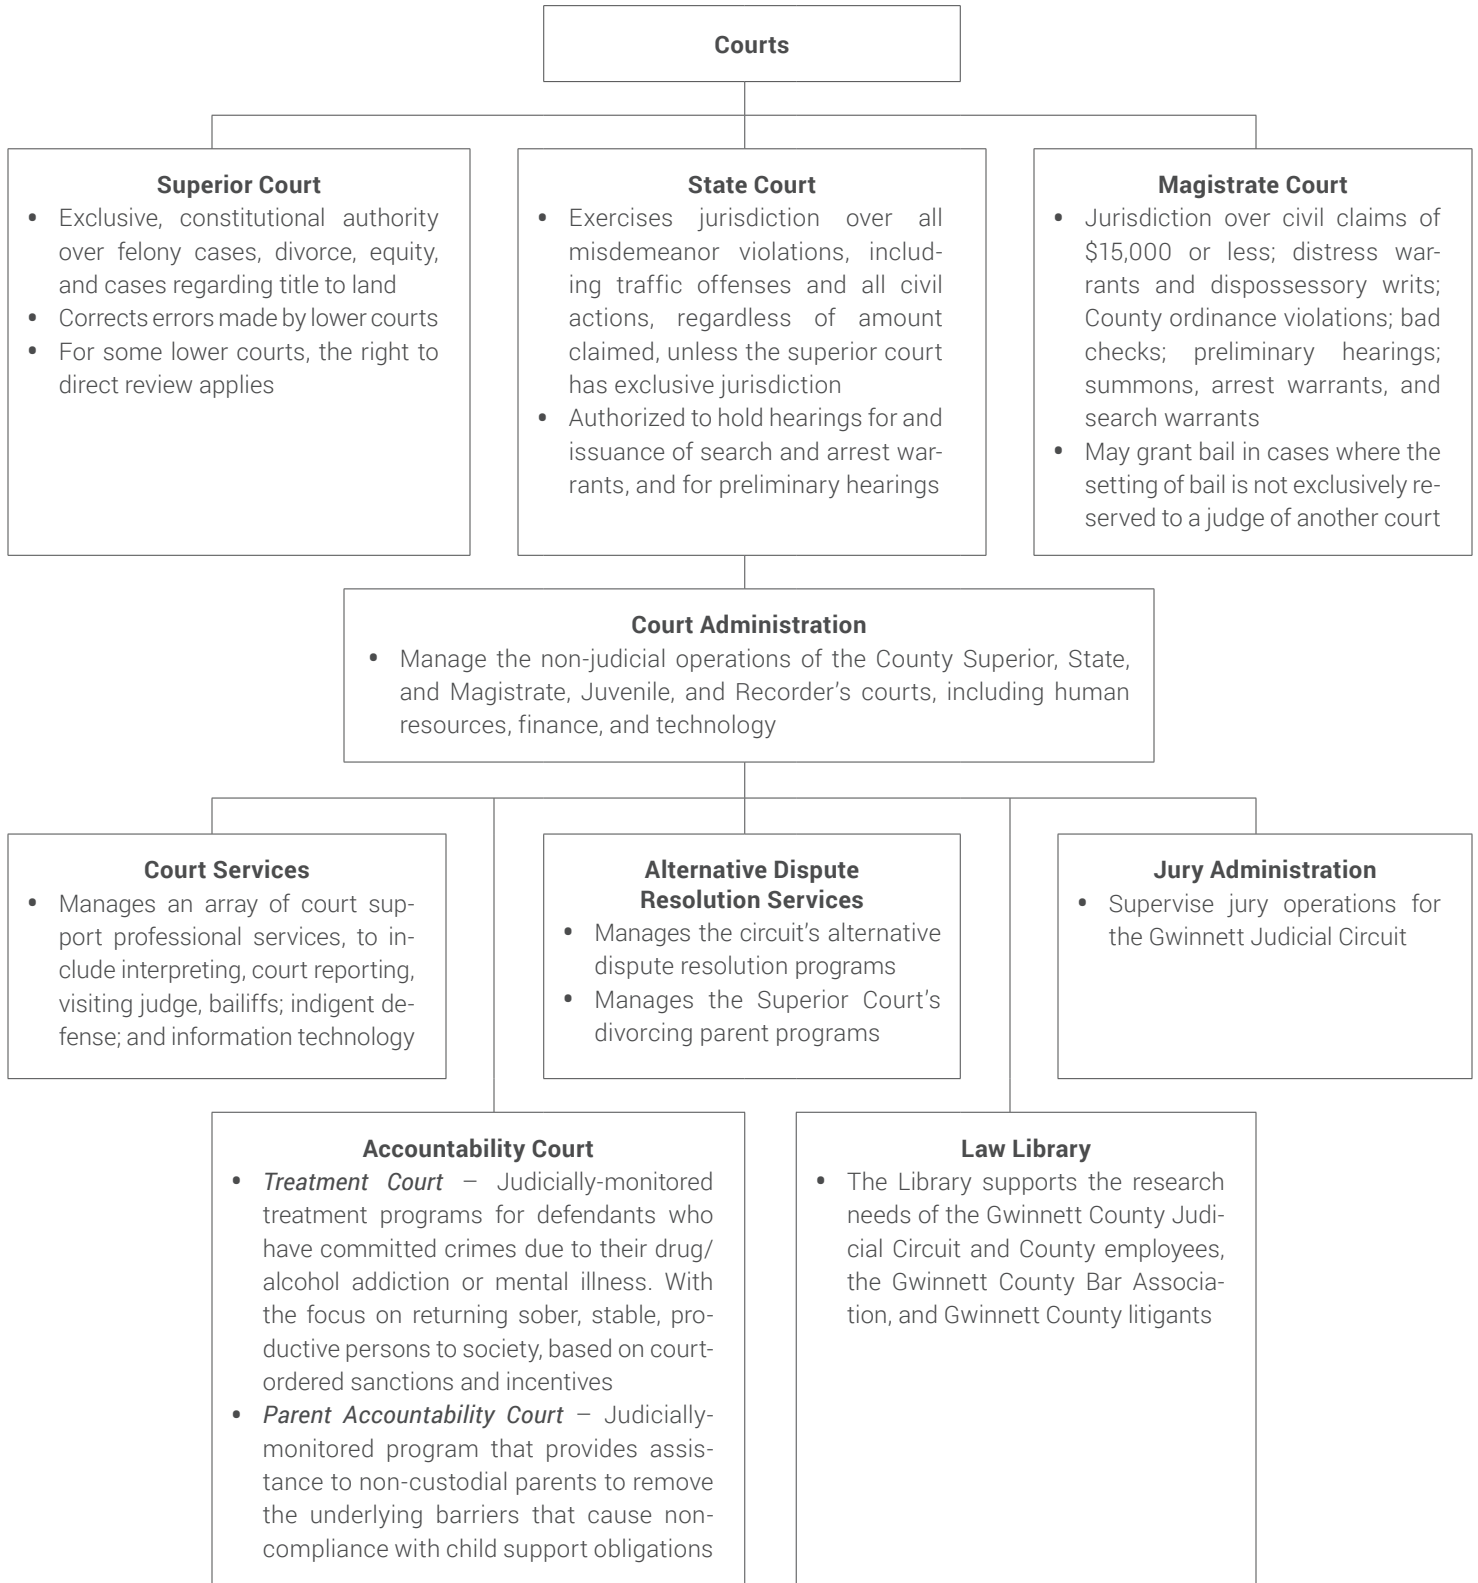 Courts
Superior Court
• Exclusive, constitutional authority
over felony cases, divorce, equity,
and cases regarding title to land
• Corrects errors made by lower courts
• For some lower courts, the right to
direct review applies
State Court
• Exercises jurisdiction over all
misdemeanor violations, includ-
ing traffic offenses and all civil
actions, regardless of amount
claimed, unless the superior court
has exclusive jurisdiction
• Authorized to hold hearings for and
issuance of search and arrest war-
rants, and for preliminary hearings
Magistrate Court
• Jurisdiction over civil claims of
$15,000 or less; distress war-
rants and dispossessory writs;
County ordinance violations; bad
checks; preliminary hearings;
summons, arrest warrants, and
search warrants
• May grant bail in cases where the
setting of bail is not exclusively re-
served to a judge of another court
Court Administration
• Manage the non-judicial operations of the County Superior, State,
and Magistrate, Juvenile, and Recorder’s courts, including human
resources, finance, and technology
Court Services
• Manages an array of court sup-
port professional services, to in-
clude interpreting, court reporting,
visiting judge, bailiffs; indigent de-
fense; and information technology
Alternative Dispute
Resolution Services
• Manages the circuit’s alternative
dispute resolution programs
• Manages the Superior Court’s
divorcing parent programs
Jury Administration
• Supervise jury operations for
the Gwinnett Judicial Circuit
Accountability Court
• Treatment Court – Judicially-monitored
treatment programs for defendants who
have committed crimes due to their drug/
alcohol addiction or mental illness. With
the focus on returning sober, stable, pro-
ductive persons to society, based on court-
ordered sanctions and incentives
• Parent Accountability Court – Judicially-
monitored program that provides assis-
tance to non-custodial parents to remove
the underlying barriers that cause non-
compliance with child support obligations
Law Library
• The Library supports the research
needs of the Gwinnett County Judi-
cial Circuit and County employees,
the Gwinnett County Bar Associa-
tion, and Gwinnett County litigants